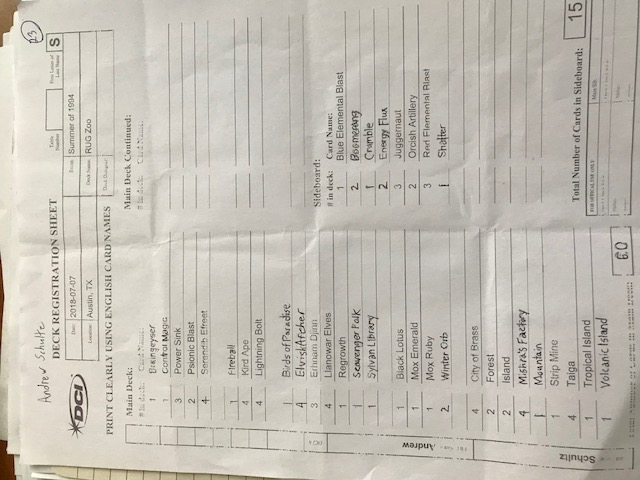 23
Andrew Schultz
DECK REGISTRATION SHEET
Table Number
First Letter of Last Name S
DCI
Date: 2018-07-07
Event: Summer of 1994
Location: Austin, TX
Deck Name: RUG Zoo
Deck Designer:
PRINT CLEARLY USING ENGLISH CARD NAMES
Main Deck:
# in deck: Card Name:
1 Braingeyser
1 Control Magic
3 Power Sink
2 Psionic Blast
4 Serendib Efreet
1 Fireball
4 Kird Ape
4 Lightning Bolt
1 Birds of Paradise
4 Elvish Archer
3 Erhnam Djinn
4 Llanowar Elves
1 Regrowth
1 Scavenger Folk
1 Sylvan Library
1 Black Lotus
1 Mox Emerald
1 Mox Ruby
2 Winter Orb
4 City of Brass
2 Forest
2 Island
4 Mishra's Factory
1 Mountain
1 Strip Mine
4 Taiga
1 Tropical Island
1 Volcanic Island
60
Main Deck Continued:
# in deck: Card Name:
Sideboard:
# in deck: Card Name:
1 Blue Elemental Blast
2 Boomerang
1 Crumble
2 Energy Flux
3 Juggernaut
2 Orcish Artillery
3 Red Elemental Blast
1 Shatter
Total Number of Cards in Sideboard: 15
FOR OFFICIAL USE ONLY
Andrew
Schultz